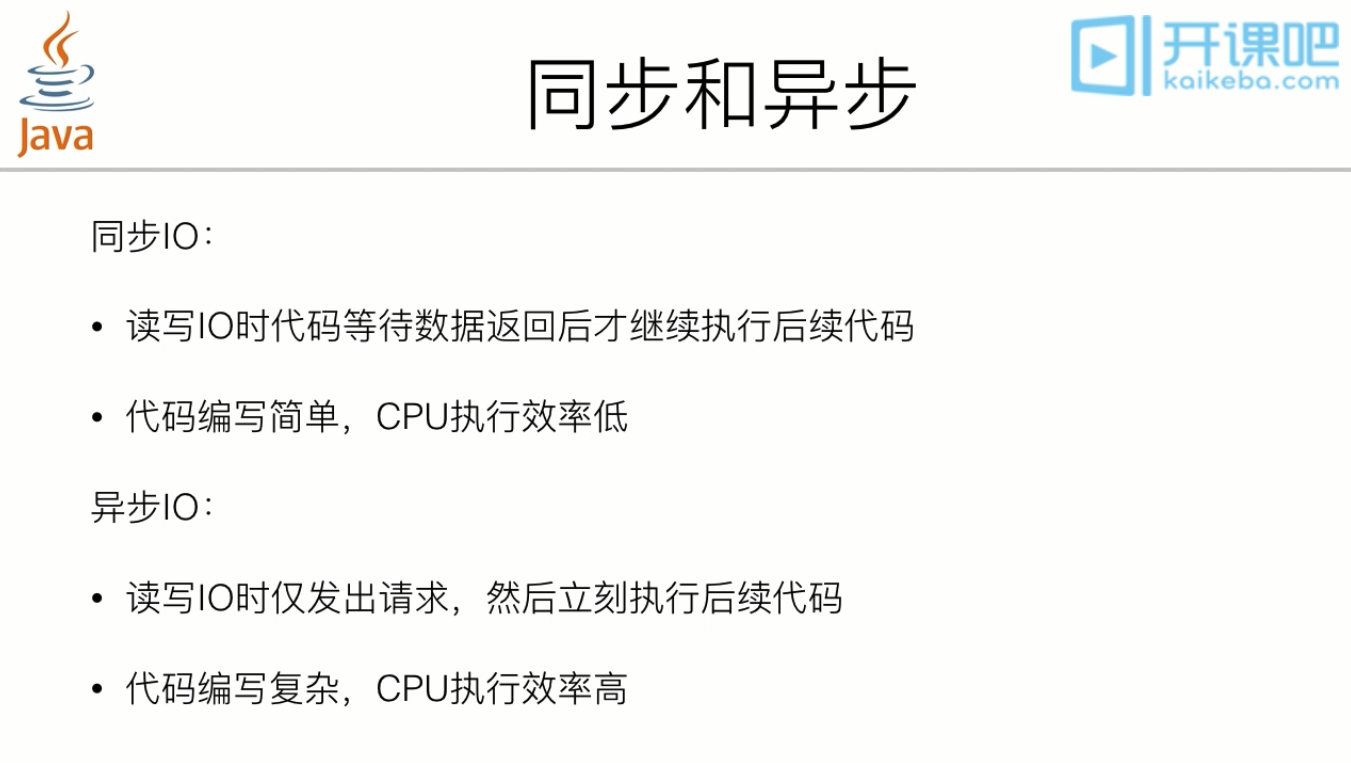 Java
开课吧
kaikeba.com
同步和异步
同步IO：
• 读写IO时代码等待数据返回后才继续执行后续代码
• 代码编写简单，CPU执行效率低
异步IO：
• 读写IO时仅发出请求，然后立刻执行后续代码
• 代码编写复杂，CPU执行效率高